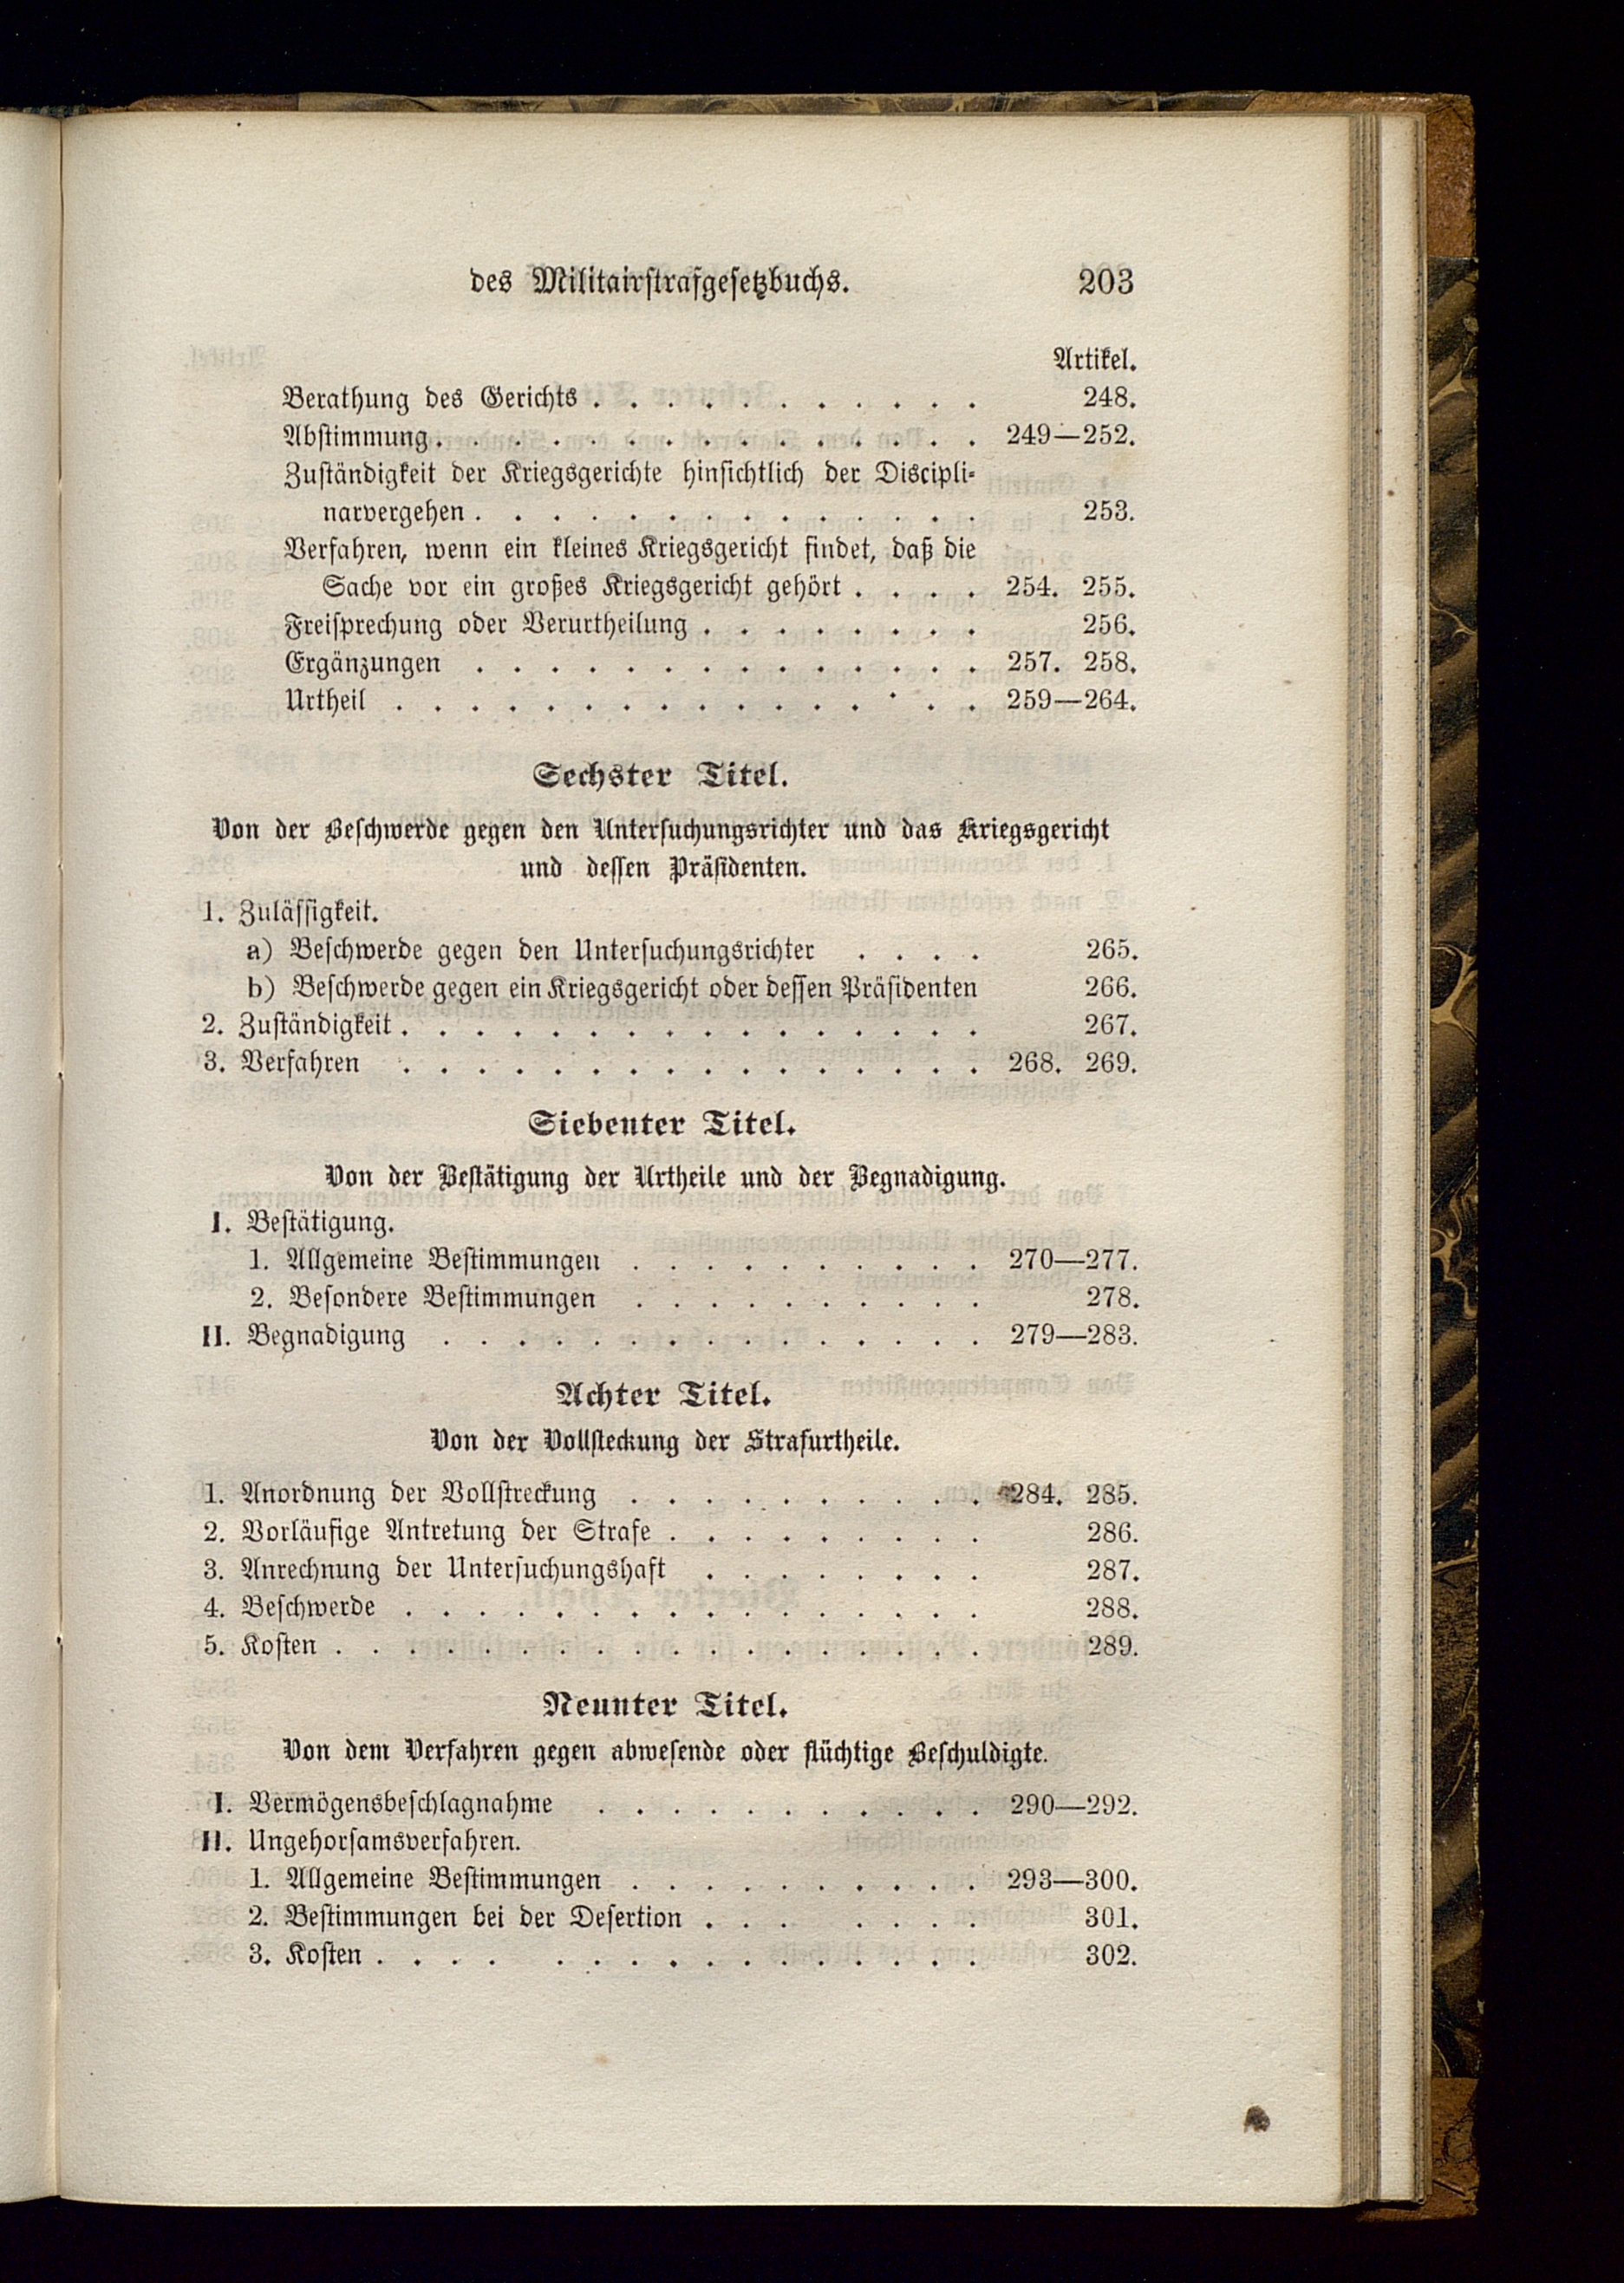 des Militairstrafgesetzbuchs. 203
Artikel.
Berathung des Gerichts . . . . . . . . . . . 248.
Abstimmung . . . . . . . . . . . . . . . 249—252.
Zuständigkeit der Kriegsgerichte hinsichtlich der Discipli-
narvergehen . . . . . . . . . . . . . . 253.
Verfahren, wenn ein kleines Kriegsgericht findet, daß die
Sache vor ein großes Kriegsgericht gehört . . . . 254. 255.
Freisprechung oder Verurtheilung . . . . . . . . 256.
Ergänzungen . . . . . . . . . . . . . . 257. 258.
Urtheil . . . . . . . . . . . . . . . . 259—264.
Sechster Titel.
Von der Beschwerde gegen den Untersuchungsrichter und das Kriegsgericht
und dessen Präsidenten.
1. Zulässigkeit.
a) Beschwerde gegen den Untersuchungsrichter . . . . 265.
b) Beschwerde gegen ein Kriegsgericht oder dessen Präsidenten 266.
2. Zuständigkeit . . . . . . . . . . . . . . . . 267.
3. Verfahren . . . . . . . . . . . . . . . . 268. 269.
Siebenter Titel.
Von der Bestätigung der Urtheile und der Begnadigung.
I. Bestätigung.
1. Allgemeine Bestimmungen . . . . . . . . . . 270—277.
2. Besondere Bestimmungen . . . . . . . . . . 278.
II. Begnadigung . . . . . . . . . . . . . . . 279—283.
Achter Titel.
Von der Vollsteckung der Strafurtheile.
1. Anordnung der Vollstreckung . . . . . . . . . . 284. 285.
2. Vorläufige Antretung der Strafe . . . . . . . . . 286.
3. Anrechnung der Untersuchungshaft . . . . . . . . 287.
4. Beschwerde . . . . . . . . . . . . . . . . 288.
5. Kosten . . . . . . . . . . . . . . . . . . 289.
Neunter Titel.
Von dem Verfahren gegen abwesende oder flüchtige Beschuldigte.
I. Vermögensbeschlagnahme . . . . . . . . . . . 290—292.
II. Ungehorsamsverfahren.
1. Allgemeine Bestimmungen . . . . . . . . . . 293—300.
2. Bestimmungen bei der Desertion . . . . . . . 301.
3. Kosten . . . . . . . . . . . . . . . . 302.